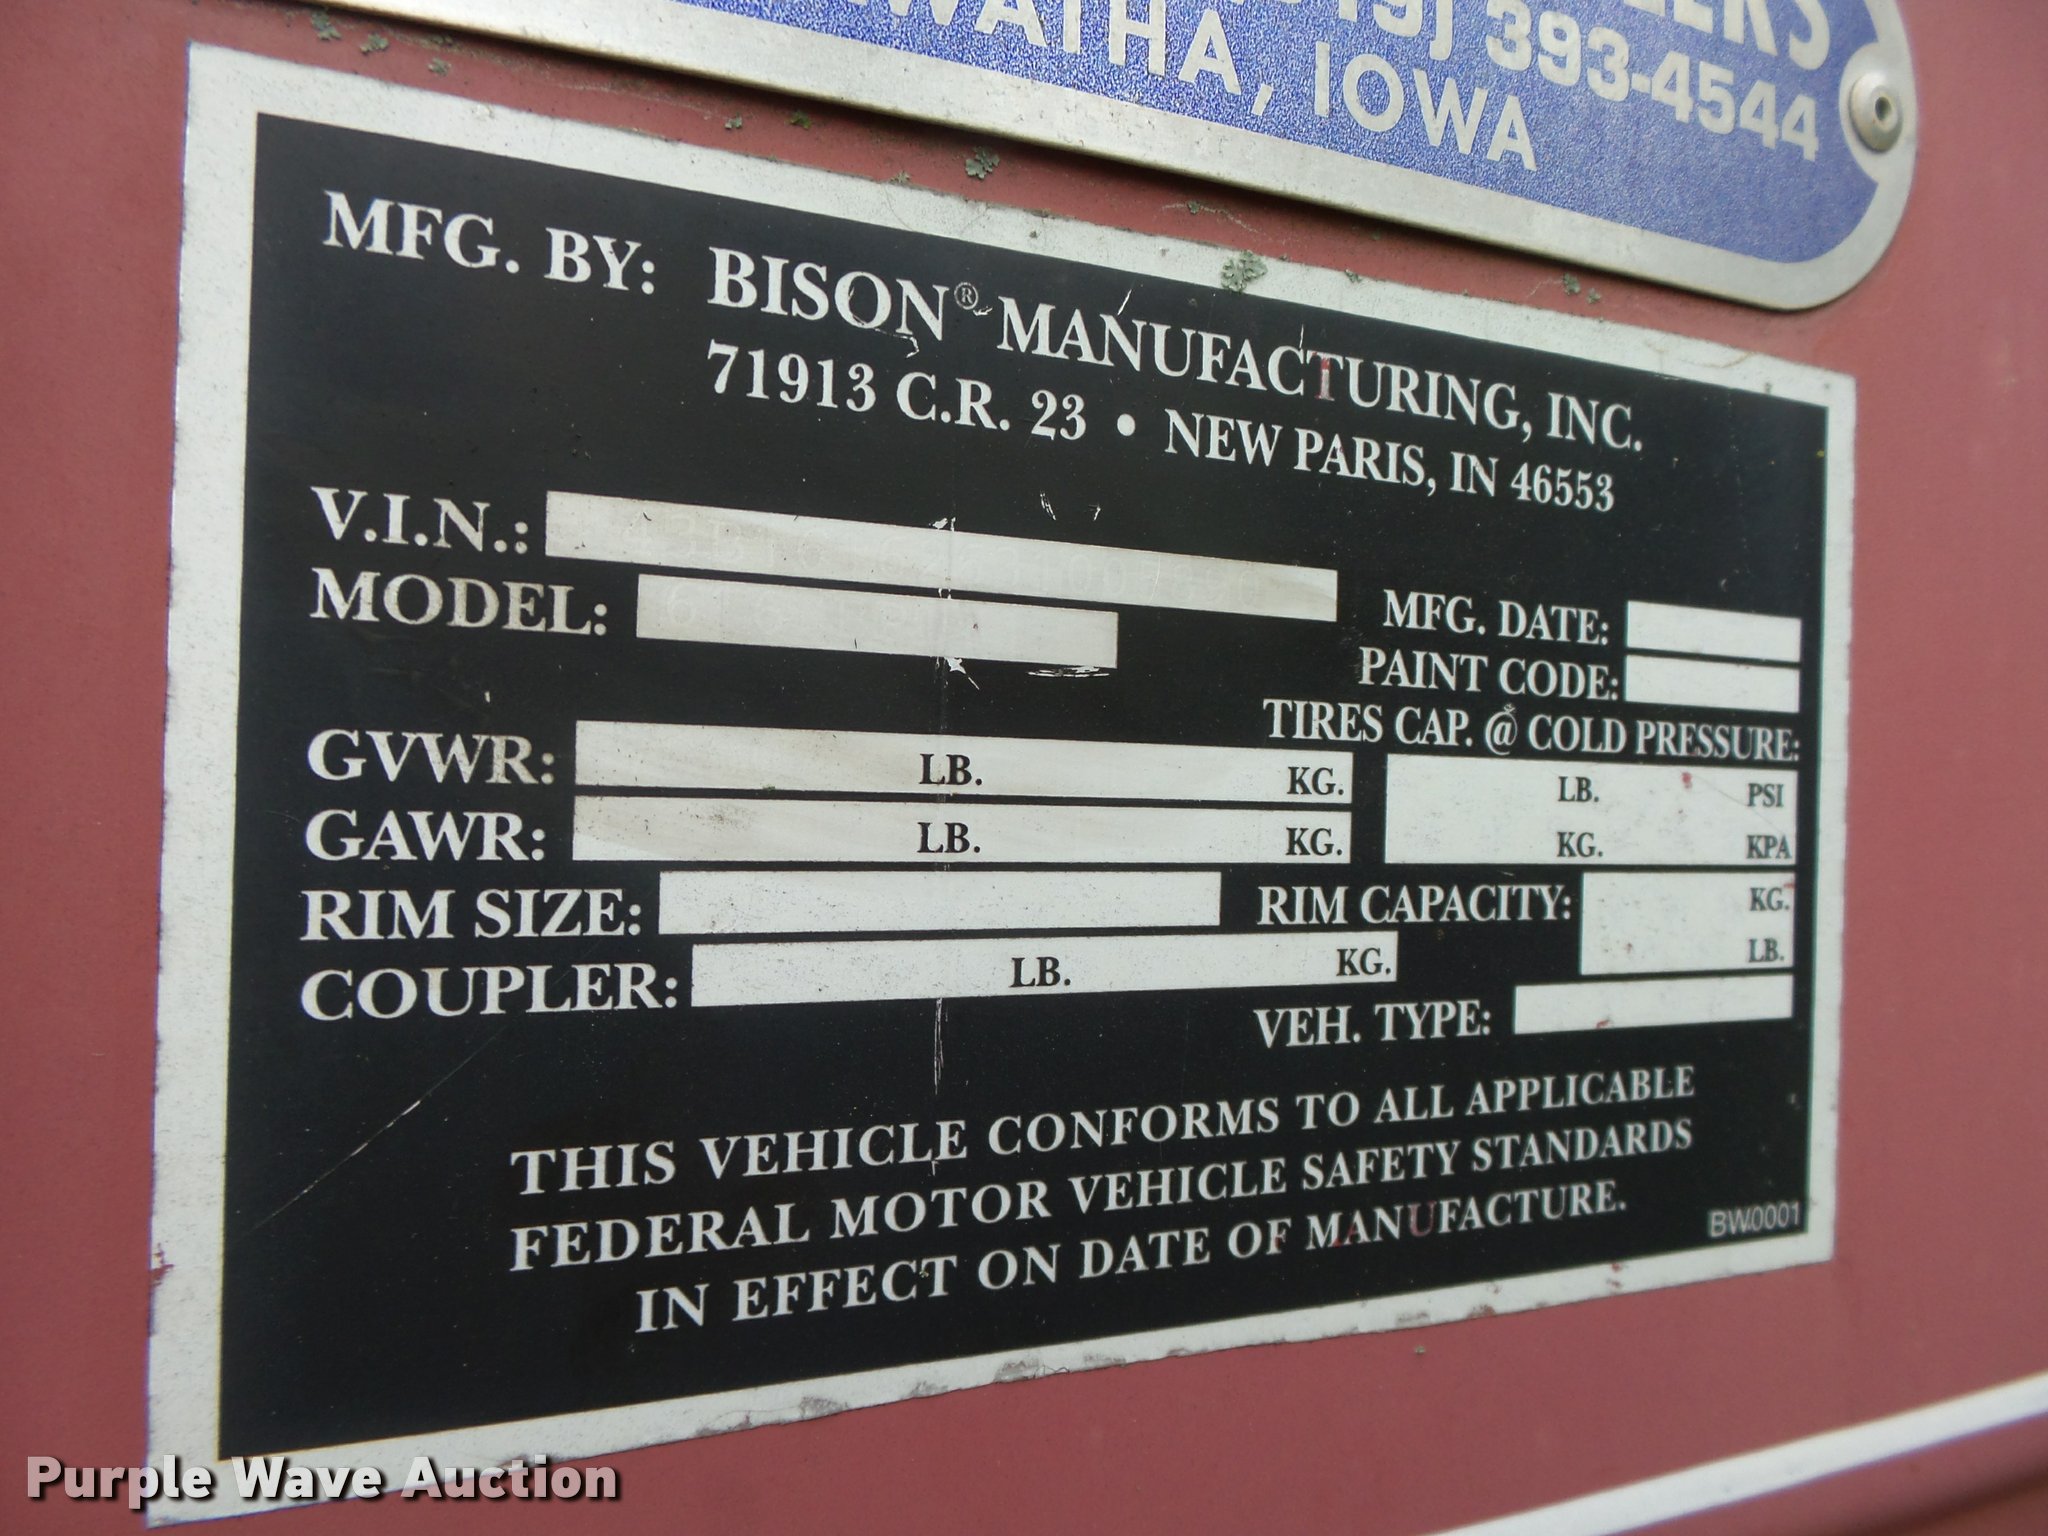 393-4544
, IOWA
MFG. BY: BISON® MANUFACTURING, INC.
71913 C.R. 23 • NEW PARIS, IN 46553
V.I.N.:
MODEL:
MFG. DATE:
PAINT CODE:
TIRES CAP. @ COLD PRESSURE:
GVWR: LB. KG.
LB. PSI
GAWR: LB. KG.
KG. KPA
RIM SIZE:
RIM CAPACITY: KG.
LB.
COUPLER: LB. KG.
VEH. TYPE:
THIS VEHICLE CONFORMS TO ALL APPLICABLE
FEDERAL MOTOR VEHICLE SAFETY STANDARDS
IN EFFECT ON DATE OF MANUFACTURE.
BW0001
Purple Wave Auction